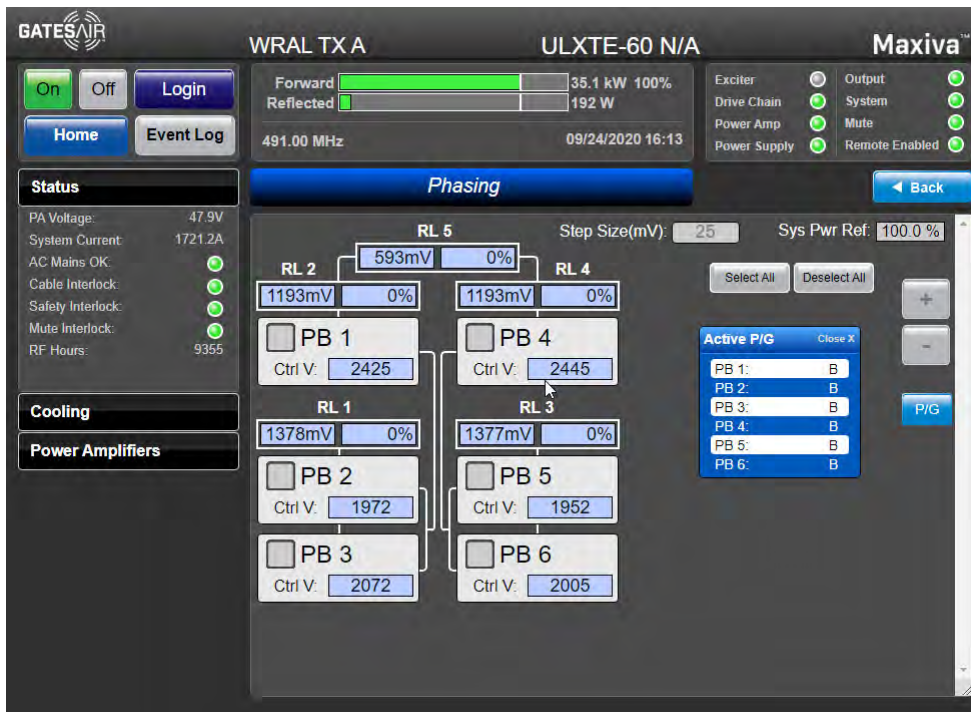 GATESAIR
WRAL TX A
ULXTE-60 N/A
Maxiva™
On
Off
Login
Home
Event Log
Forward 35.1 kW 100%
Reflected 192 W
491.00 MHz
09/24/2020 16:13
Exciter
Output
Drive Chain
System
Power Amp
Mute
Power Supply
Remote Enabled
Status
PA Voltage: 47.9V
System Current: 1721.2A
AC Mains OK:
Cable Interlock:
Safety Interlock:
Mute Interlock:
RF Hours: 9355
Cooling
Power Amplifiers
Phasing
◄ Back
RL 5
593mV 0%
Step Size(mV): 25
Sys Pwr Ref: 100.0 %
RL 2
1193mV 0%
RL 4
1193mV 0%
Select All
Deselect All
+
-
P/G
PB 1
Ctrl V: 2425
PB 4
Ctrl V: 2445
RL 1
1378mV 0%
RL 3
1377mV 0%
PB 2
Ctrl V: 1972
PB 5
Ctrl V: 1952
PB 3
Ctrl V: 2072
PB 6
Ctrl V: 2005
Active P/G Close X
PB 1: B
PB 2: B
PB 3: B
PB 4: B
PB 5: B
PB 6: B